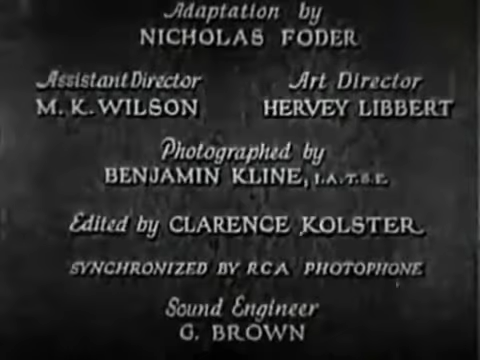 Adaptation by
NICHOLAS FODER
Assistant Director Art Director
M. K. WILSON HERVEY LIBBERT
Photographed by
BENJAMIN KLINE, I.A.T.S.E.
Edited by CLARENCE KOLSTER
SYNCHRONIZED BY RCA PHOTOPHONE
Sound Engineer
G. BROWN